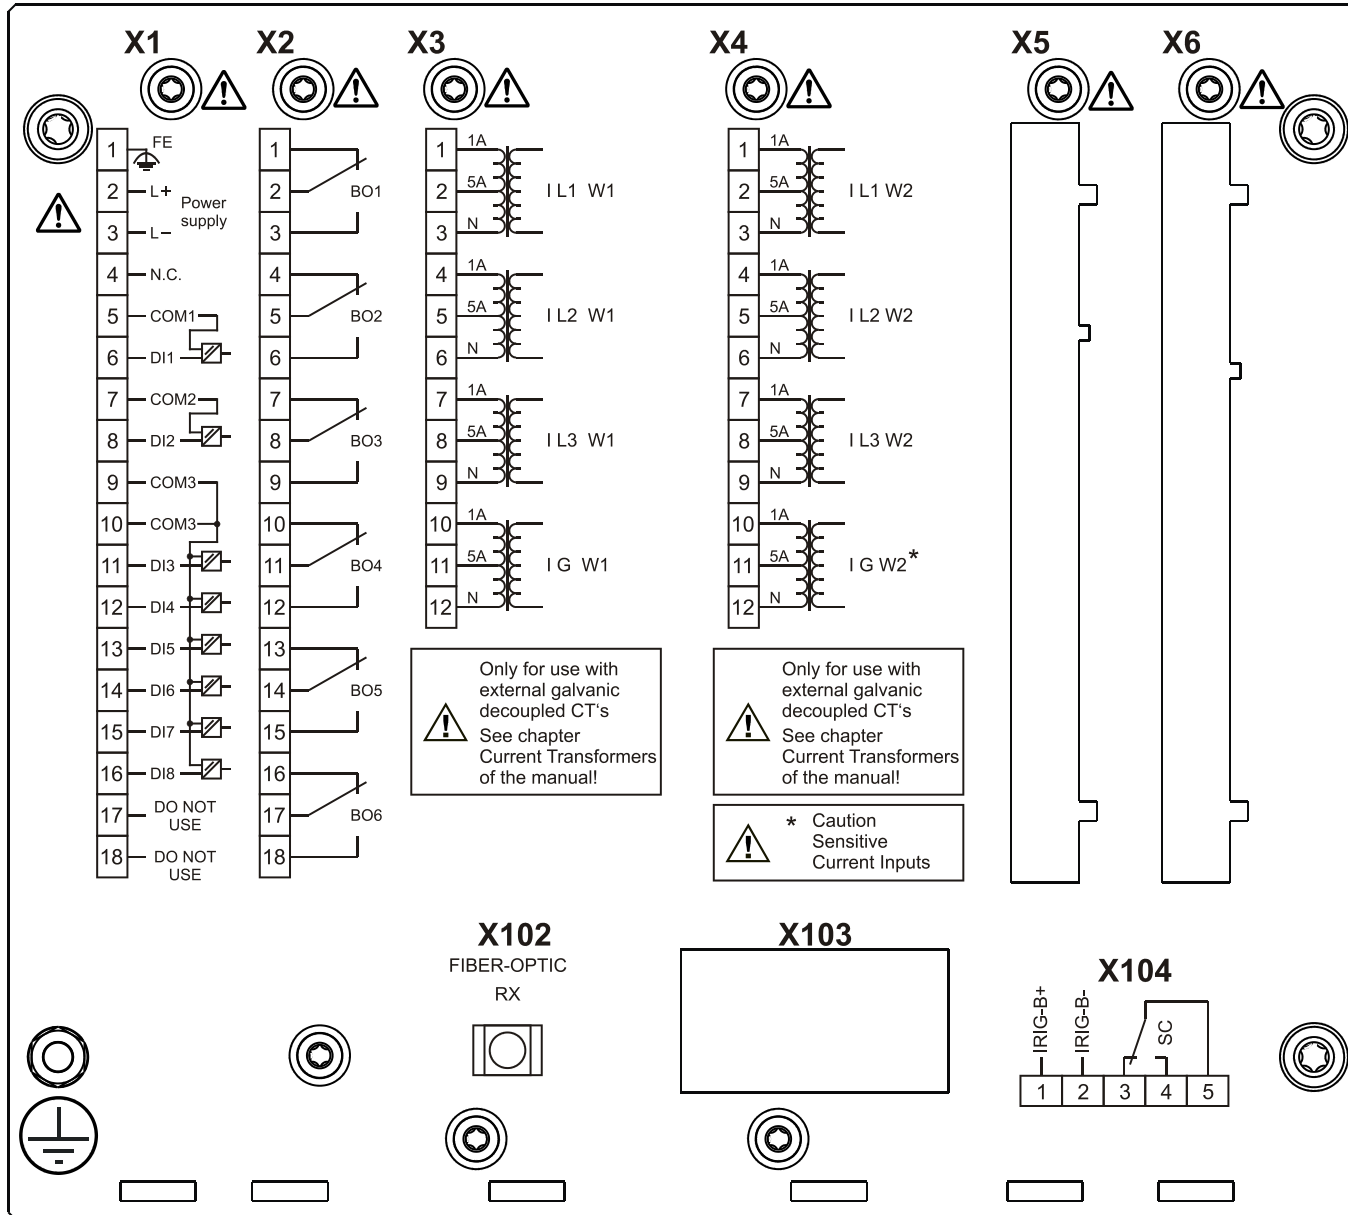 X1
X2
X3
X4
X5
X6
1 FE
2 L+
Power
supply
3 L–
4 N.C.
5 COM1
6 DI1
7 COM2
8 DI2
9 COM3
10 COM3
11 DI3
12 DI4
13 DI5
14 DI6
15 DI7
16 DI8
17 DO NOT
USE
18 DO NOT
USE
1
2 BO1
3
4
5 BO2
6
7
8 BO3
9
10
11 BO4
12
13
14 BO5
15
16
17 BO6
18
1 1A
2 5A I L1 W1
3 N
4 1A
5 5A I L2 W1
6 N
7 1A
8 5A I L3 W1
9 N
10 1A
11 5A I G W1
12 N
Only for use with
external galvanic
decoupled CT‘s
See chapter
Current Transformers
of the manual!
1 1A
2 5A I L1 W2
3 N
4 1A
5 5A I L2 W2
6 N
7 1A
8 5A I L3 W2
9 N
10 1A
11 5A I G W2*
12 N
Only for use with
external galvanic
decoupled CT‘s
See chapter
Current Transformers
of the manual!
* Caution
Sensitive
Current Inputs
X102
FIBER-OPTIC
RX
X103
X104
IRIG-B+
IRIG-B-
SC
1 2 3 4 5